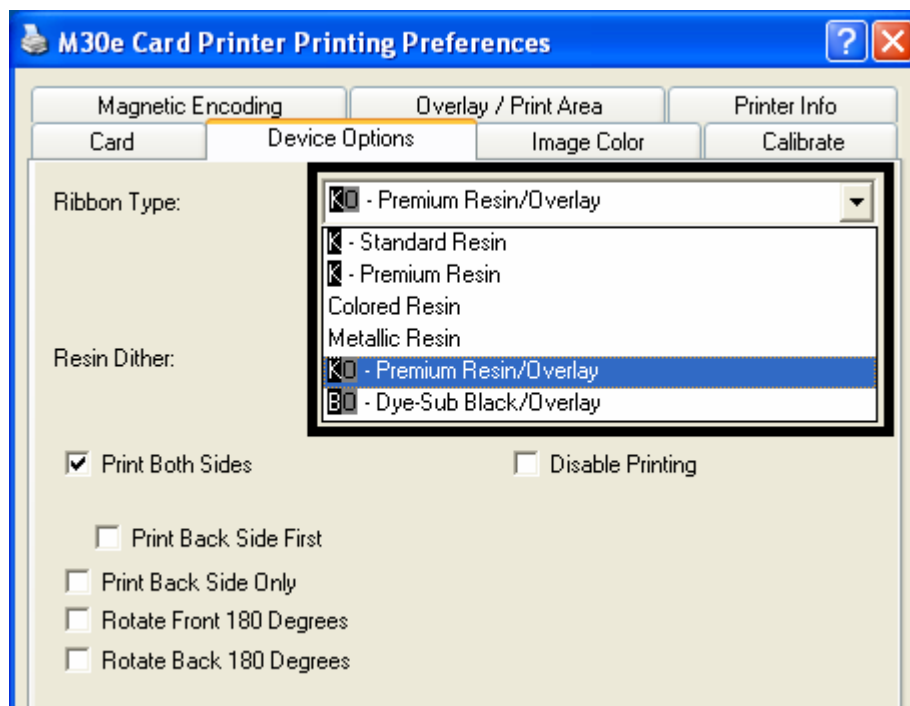 M30e Card Printer Printing Preferences
Magnetic Encoding Overlay / Print Area Printer Info
Card Device Options Image Color Calibrate
Ribbon Type: KO - Premium Resin/Overlay
K - Standard Resin
K - Premium Resin
Colored Resin
Metallic Resin
Resin Dither: KO - Premium Resin/Overlay
BO - Dye-Sub Black/Overlay
Print Both Sides Disable Printing
Print Back Side First
Print Back Side Only
Rotate Front 180 Degrees
Rotate Back 180 Degrees